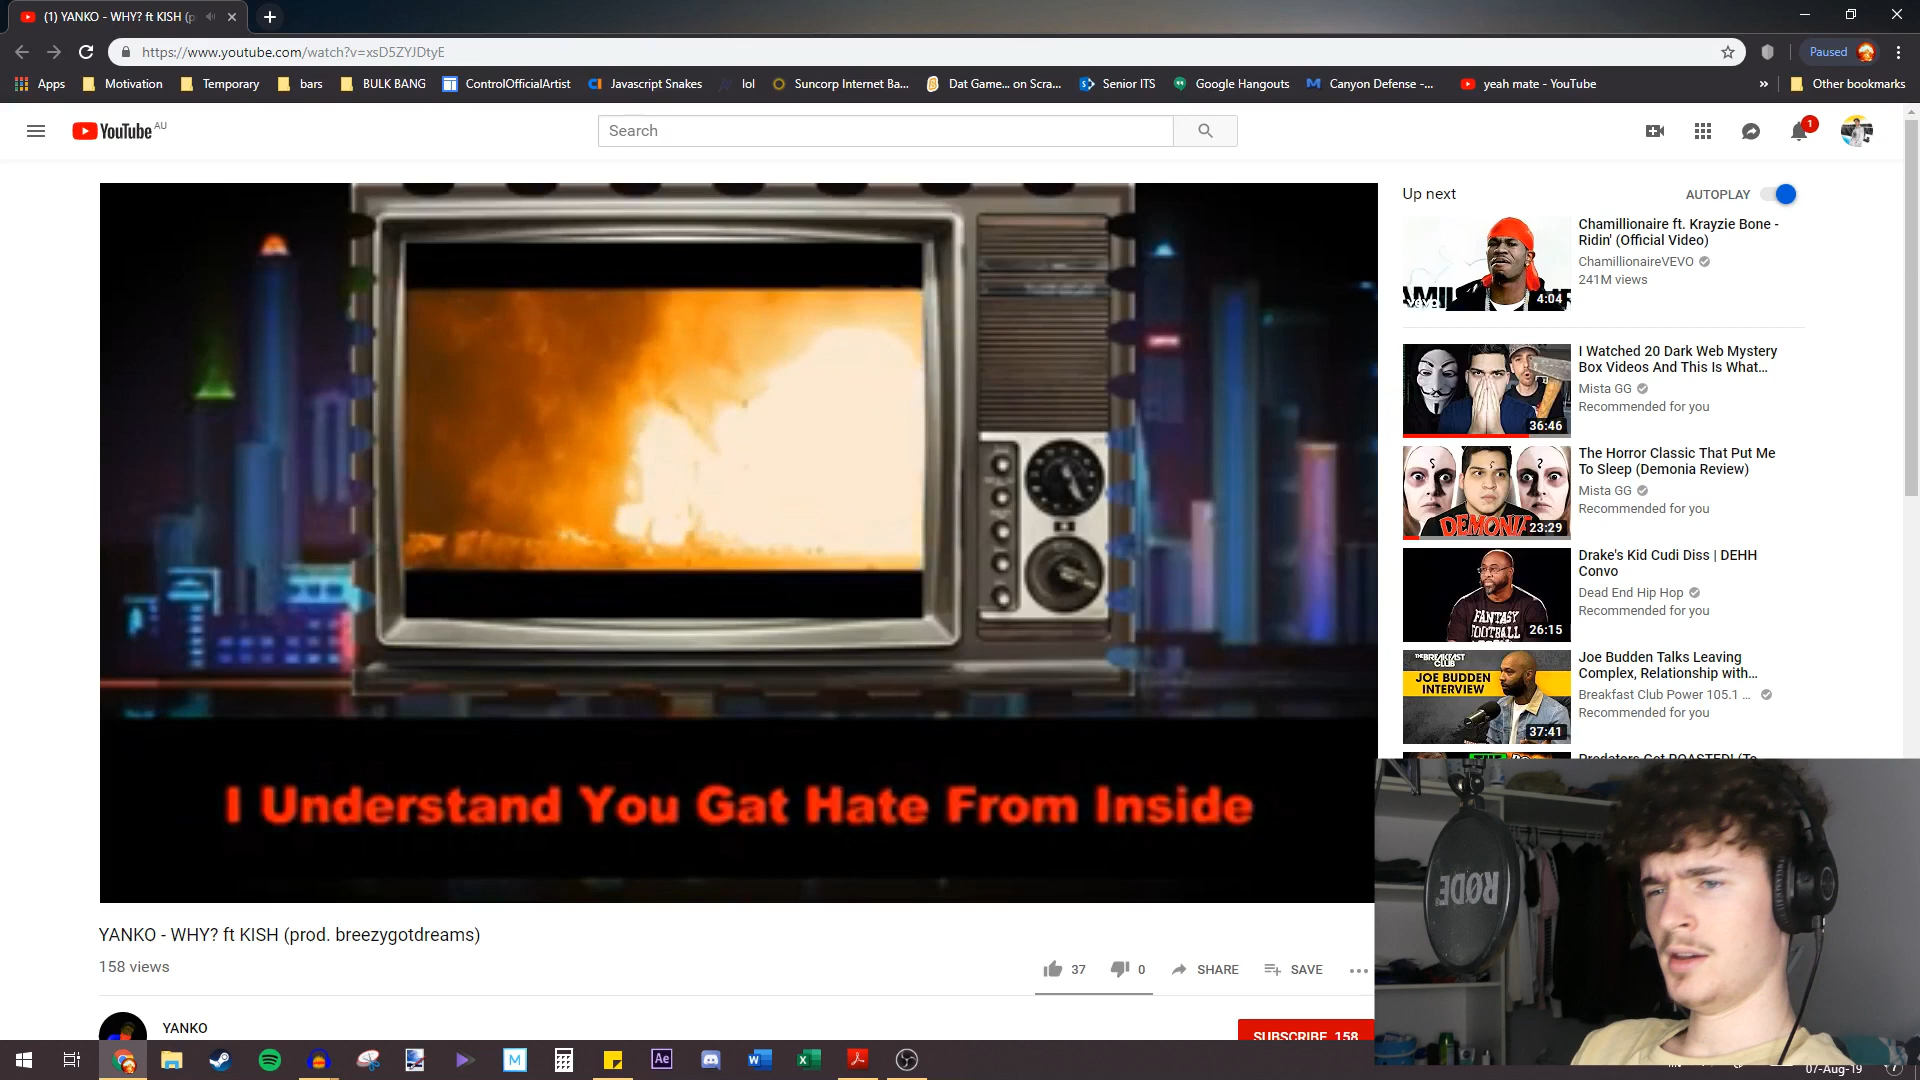 (1) YANKO - WHY? ft KISH (p
https://www.youtube.com/watch?v=xsD5ZYJDtyE
Paused
Apps
Motivation
Temporary
bars
BULK BANG
ControlOfficialArtist
Javascript Snakes
lol
Suncorp Internet Ba...
Dat Game... on Scra...
Senior ITS
Google Hangouts
Canyon Defense -...
yeah mate - YouTube
»
Other bookmarks
YouTube AU
Search
1
Up next
AUTOPLAY
Chamillionaire ft. Krayzie Bone -
Ridin' (Official Video)
ChamillionaireVEVO
241M views
4:04
I Watched 20 Dark Web Mystery
Box Videos And This Is What...
Mista GG
Recommended for you
36:46
The Horror Classic That Put Me
To Sleep (Demonia Review)
Mista GG
Recommended for you
DEMONIA
23:29
Drake's Kid Cudi Diss | DEHH
Convo
Dead End Hip Hop
Recommended for you
FANTASY
FOOTBALL
26:15
Joe Budden Talks Leaving
Complex, Relationship with...
Breakfast Club Power 105.1 ...
Recommended for you
THE BREAKFAST
CLUB
JOE BUDDEN
INTERVIEW
37:41
I Understand You Gat Hate From Inside
RØDE
YANKO - WHY? ft KISH (prod. breezygotdreams)
158 views
37
0
SHARE
SAVE
YANKO
SUBSCRIBE 158
Ae
M
07-Aug-19
7